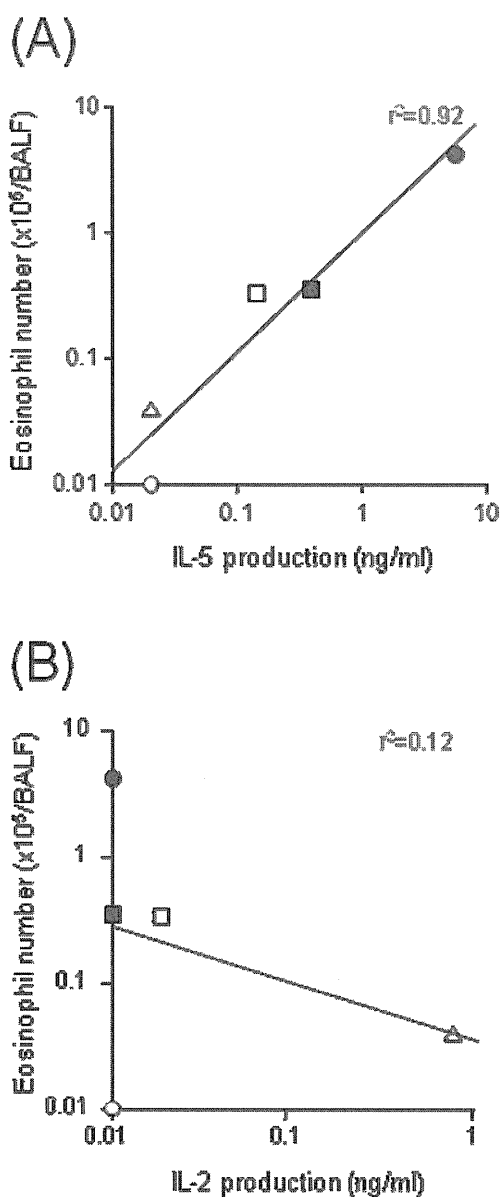 (A)
Eosinophil number (x10⁵/BALF)
r²=0.92
10
1
0.1
0.01
0.01 0.1 1 10
IL-5 production (ng/ml)
(B)
Eosinophil number (x10⁵/BALF)
r²=0.12
10
1
0.1
0.01
0.01 0.1 1
IL-2 production (ng/ml)